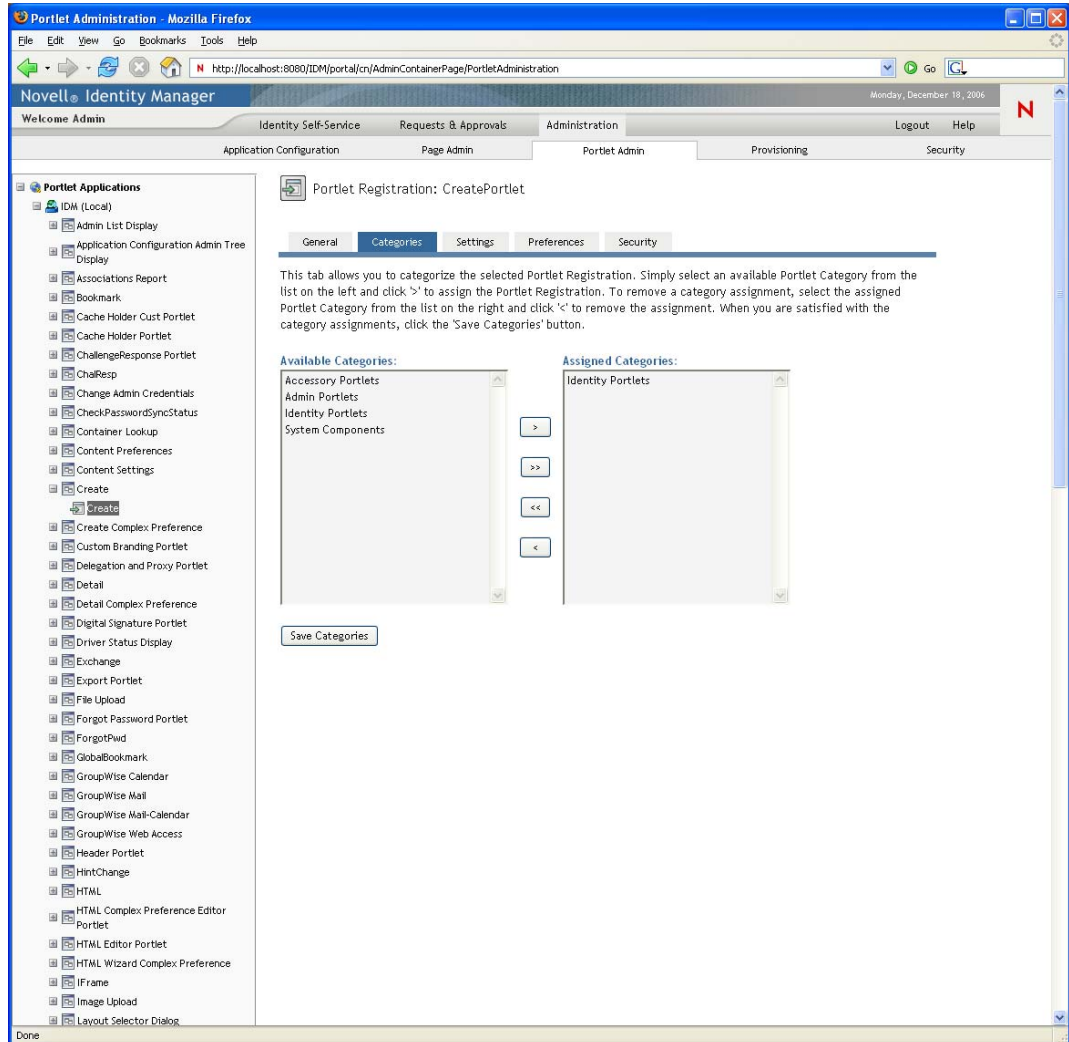 Portlet Administration - Mozilla Firefox
File Edit View Go Bookmarks Tools Help
http://localhost:8080/IDM/portal/cn/AdminContainerPage/PortletAdministration
Go
Novell® Identity Manager
Monday, December 18, 2006
N
Welcome Admin
Identity Self-Service Requests & Approvals Administration Logout Help
Application Configuration Page Admin Portlet Admin Provisioning Security
Portlet Applications
IDM (Local)
Admin List Display
Application Configuration Admin Tree
Display
Associations Report
Bookmark
Cache Holder Cust Portlet
Cache Holder Portlet
ChallengeResponse Portlet
ChalResp
Change Admin Credentials
CheckPasswordSyncStatus
Container Lookup
Content Preferences
Content Settings
Create
Create
Create Complex Preference
Custom Branding Portlet
Delegation and Proxy Portlet
Detail
Detail Complex Preference
Digital Signature Portlet
Driver Status Display
Exchange
Export Portlet
File Upload
Forgot Password Portlet
ForgotPwd
GlobalBookmark
GroupWise Calendar
GroupWise Mail
GroupWise Mail-Calendar
GroupWise Web Access
Header Portlet
HintChange
HTML
HTML Complex Preference Editor
Portlet
HTML Editor Portlet
HTML Wizard Complex Preference
IFrame
Image Upload
Layout Selector Dialog
Portlet Registration: CreatePortlet
General Categories Settings Preferences Security
This tab allows you to categorize the selected Portlet Registration. Simply select an available Portlet Category from the
list on the left and click '>' to assign the Portlet Registration. To remove a category assignment, select the assigned
Portlet Category from the list on the right and click '<' to remove the assignment. When you are satisfied with the
category assignments, click the 'Save Categories' button.
Available Categories:
Accessory Portlets
Admin Portlets
Identity Portlets
System Components
>
>>
<<
<
Assigned Categories:
Identity Portlets
Save Categories
Done